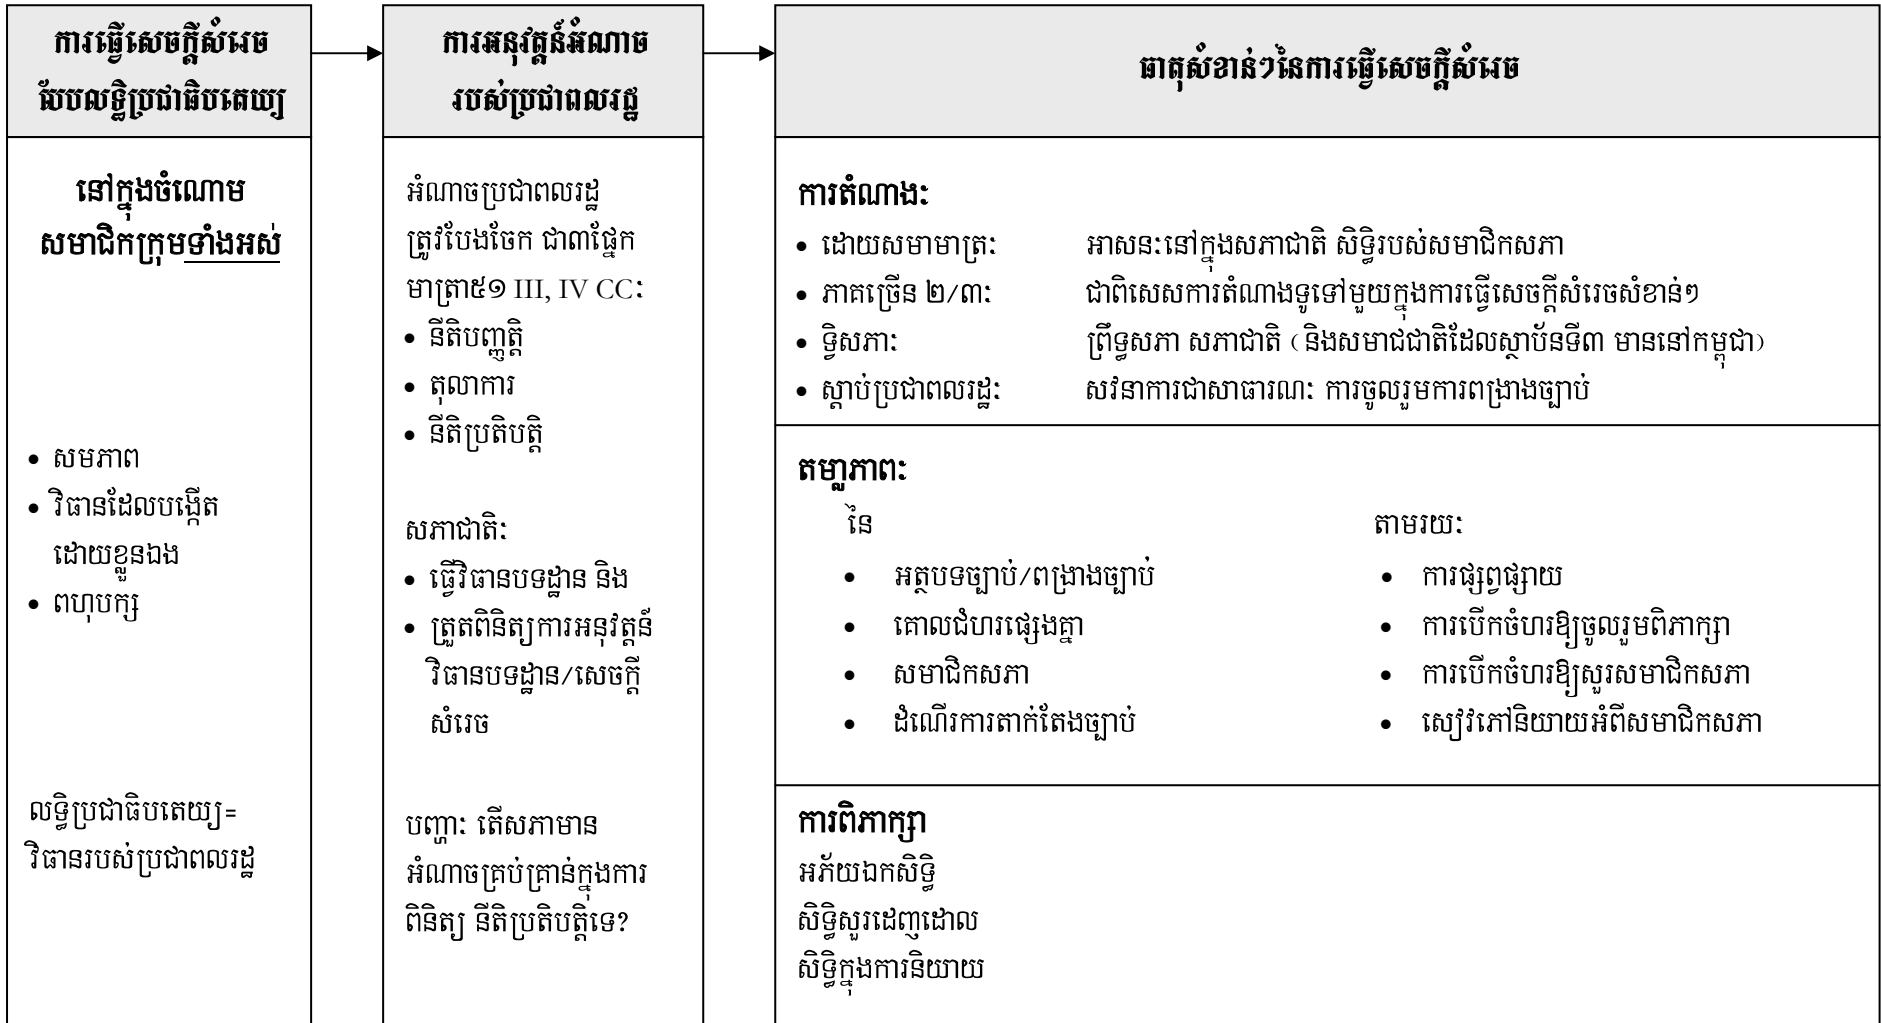 ការធ្វើសេចក្តីសំរេច
បែបលទ្ធិប្រជាធិបតេយ្យ
នៅក្នុងចំណោម
សមាជិកក្រុមទាំងអស់
• សមភាព
• វិធានដែលបង្កើត
ដោយខ្លួនឯង
• ពហុបក្ស
លទ្ធិប្រជាធិបតេយ្យ=
វិធានរបស់ប្រជាពលរដ្ឋ
ការអនុវត្តន៍អំណាច
របស់ប្រជាពលរដ្ឋ
អំណាចប្រជាពលរដ្ឋ
ត្រូវបែងចែក ជា៣ផ្នែក
មាត្រា៥១ III, IV CC:
• នីតិបញ្ញត្តិ
• តុលាការ
• នីតិប្រតិបត្តិ
សភាជាតិ:
• ធ្វើវិធានបទដ្ឋាន និង
• ត្រួតពិនិត្យការអនុវត្តន៍
វិធានបទដ្ឋាន/សេចក្តី
សំរេច
បញ្ហា: តើសភាមាន
អំណាចគ្រប់គ្រាន់ក្នុងការ
ពិនិត្យ នីតិប្រតិបត្តិទេ?
ធាតុសំខាន់ៗនៃការធ្វើសេចក្តីសំរេច
ការតំណាង:
• ដោយសមាមាត្រ: អាសនះនៅក្នុងសភាជាតិ សិទ្ធិរបស់សមាជិកសភា
• ភាគច្រើន ២/៣: ជាពិសេសការតំណាងទូទៅមួយក្នុងការធ្វើសេចក្តីសំរេចសំខាន់ៗ
• ទ្វិសភា: ព្រឹទ្ធសភា សភាជាតិ (និងសមាជជាតិដែលស្ថាប័នទី៣ មាននៅកម្ពុជា)
• ស្តាប់ប្រជាពលរដ្ឋ: សវនាការជាសាធារណ: ការចូលរួមការពង្រាងច្បាប់
តម្លាភាព:
នៃ
• អត្ថបទច្បាប់/ពង្រាងច្បាប់
• គោលជំហរផ្សេងគ្នា
• សមាជិកសភា
• ដំណើរការតាក់តែងច្បាប់
តាមរយ:
• ការផ្សព្វផ្សាយ
• ការបើកចំហរឱ្យចូលរួមពិភាក្សា
• ការបើកចំហរឱ្យសួរសមាជិកសភា
• សៀវភៅនិយាយអំពីសមាជិកសភា
ការពិភាក្សា
អភ័យឯកសិទ្ធិ
សិទ្ធិសួរដេញដោល
សិទ្ធិក្នុងការនិយាយ